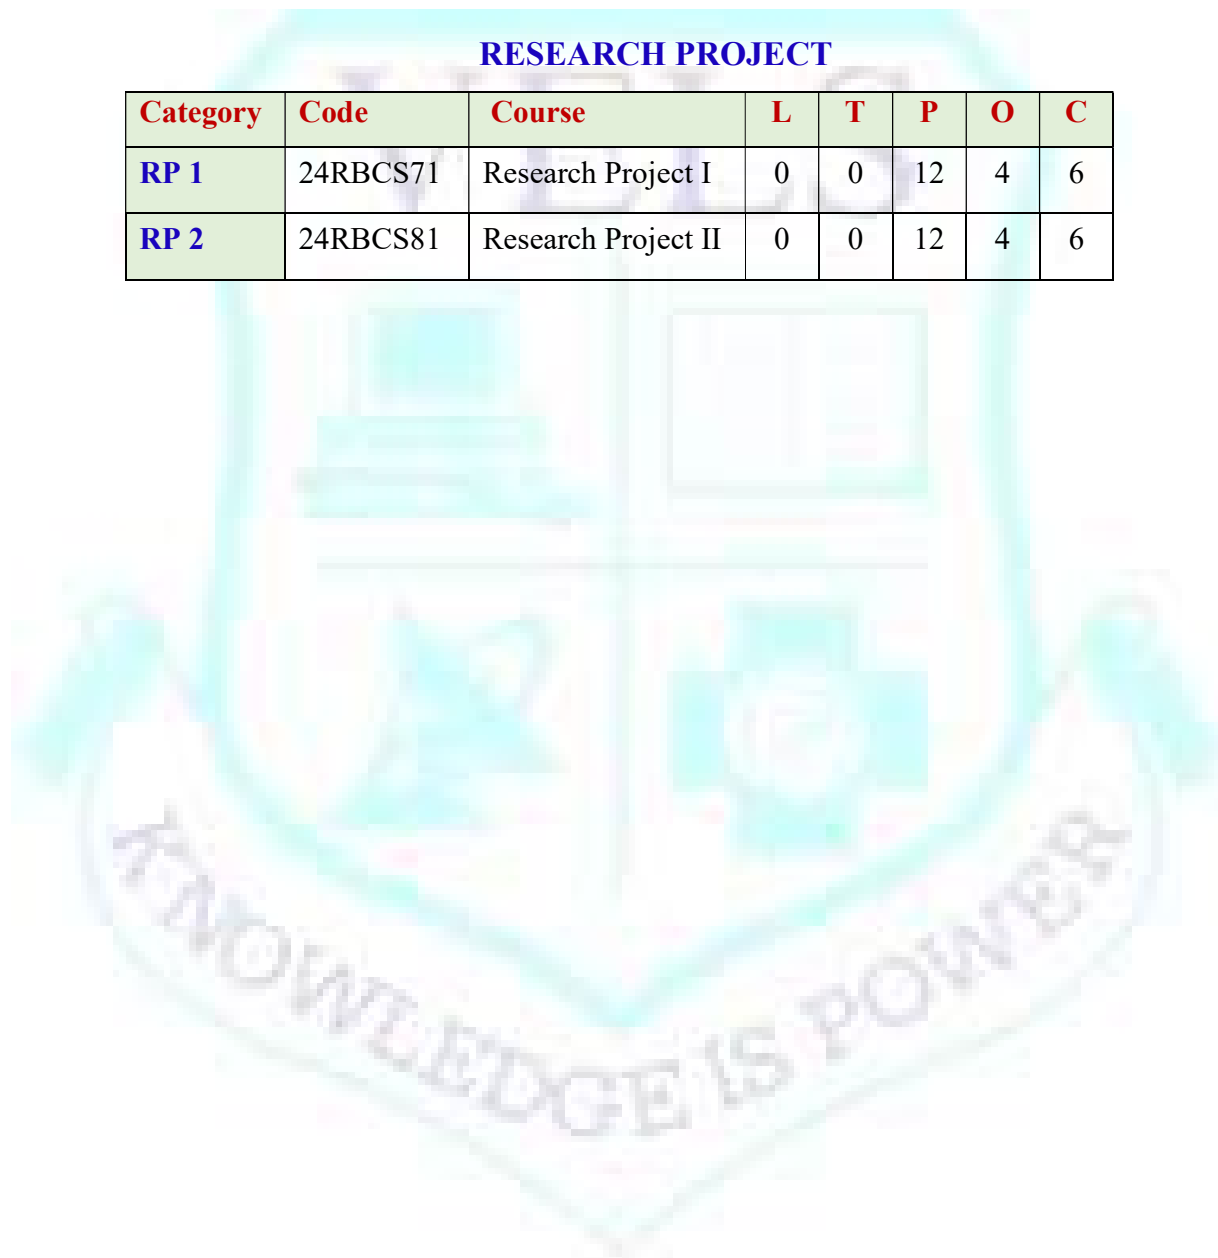 VELS
RESEARCH PROJECT
Category Code Course L T P O C
RP 1 24RBCS71 Research Project I 0 0 12 4 6
RP 2 24RBCS81 Research Project II 0 0 12 4 6
KNOWLEDGE IS POWER